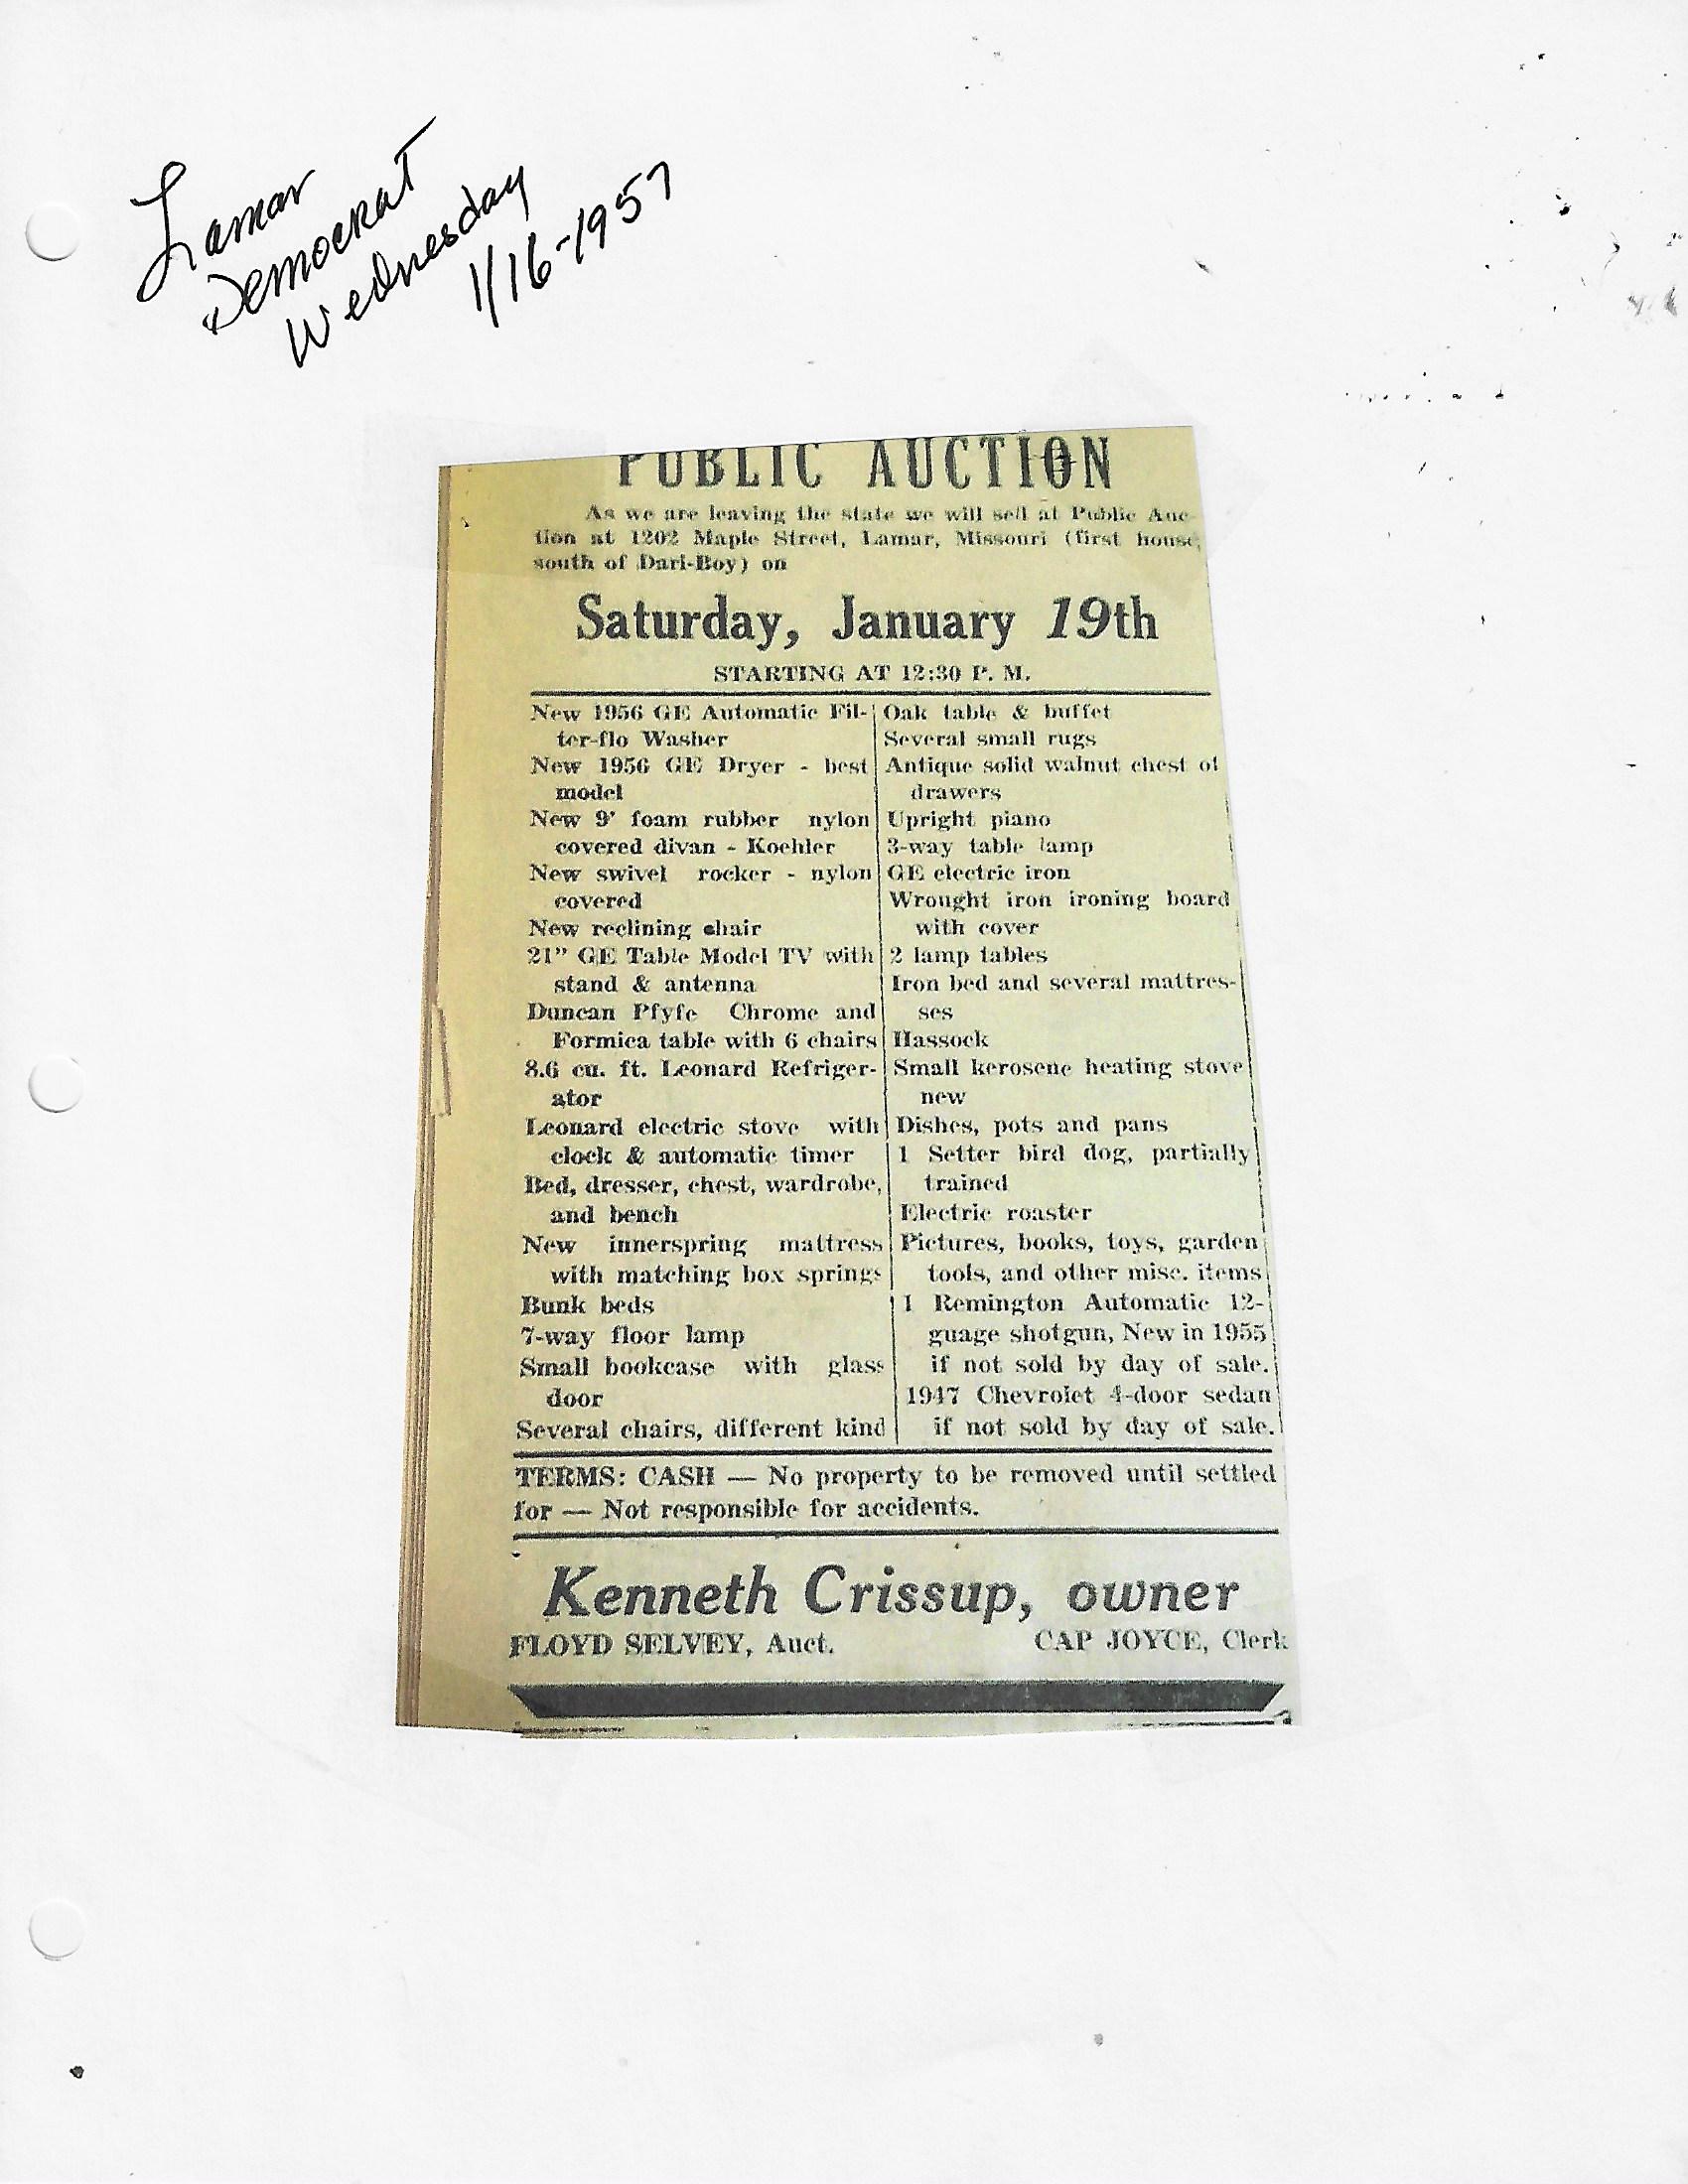 Lamar
Democrat
Wednesday
1/16-1957
PUBLIC AUCTION
As we are leaving the state we will sell at Public Auc-
tion at 1202 Maple Street, Lamar, Missouri (first house
south of Dari-Boy) on
Saturday, January 19th
STARTING AT 12:30 P. M.
New 1956 GE Automatic Fil-
ter-flo Washer
New 1956 GE Dryer - best
model
New 9' foam rubber nylon
covered divan - Koehler
New swivel rocker - nylon
covered
New reclining chair
21" GE Table Model TV with
stand & antenna
Duncan Pfyfe Chrome and
Formica table with 6 chairs
8.6 cu. ft. Leonard Refriger-
ator
Leonard electric stove with
clock & automatic timer
Bed, dresser, chest, wardrobe,
and bench
New innerspring mattress
with matching box springs
Bunk beds
7-way floor lamp
Small bookcase with glass
door
Several chairs, different kind
Oak table & buffet
Several small rugs
Antique solid walnut chest of
drawers
Upright piano
3-way table lamp
GE electric iron
Wrought iron ironing board
with cover
2 lamp tables
Iron bed and several mattres-
ses
Hassock
Small kerosene heating stove
new
Dishes, pots and pans
1 Setter bird dog, partially
trained
Electric roaster
Pictures, books, toys, garden
tools, and other misc. items
1 Remington Automatic 12-
guage shotgun, New in 1955
if not sold by day of sale.
1947 Chevrolet 4-door sedan
if not sold by day of sale.
TERMS: CASH — No property to be removed until settled
for — Not responsible for accidents.
Kenneth Crissup, owner
FLOYD SELVEY, Auct. CAP JOYCE, Clerk